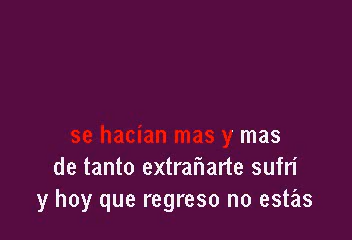 se hacían mas y mas
de tanto extrañarte sufrí
y hoy que regreso no estás